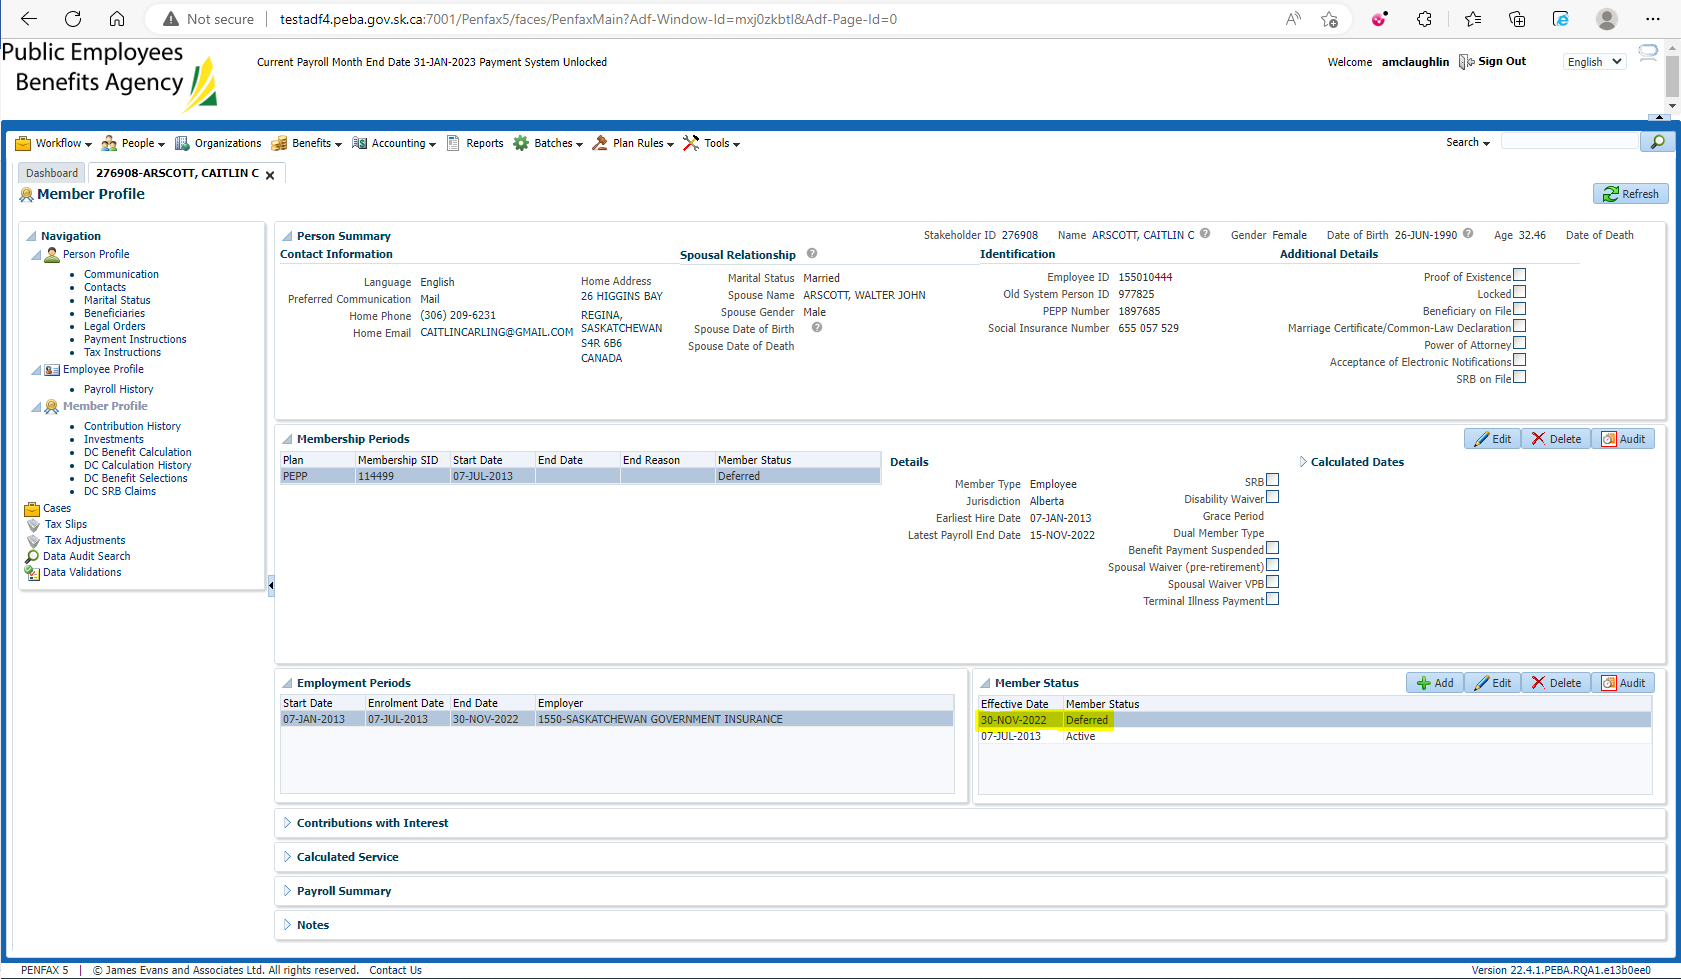 Not secure | testadf4.peba.gov.sk.ca:7001/Penfax5/faces/PenfaxMain?Adf-Window-Id=mxj0zkbtl&Adf-Page-Id=0
Public Employees
Benefits Agency
Current Payroll Month End Date 31-JAN-2023 Payment System Unlocked
Welcome amclaughlin Sign Out English
Workflow People Organizations Benefits Accounting Reports Batches Plan Rules Tools Search
Dashboard 276908-ARSCOTT, CAITLIN C
Member Profile
Refresh
Navigation
Person Profile
Communication
Contacts
Marital Status
Beneficiaries
Legal Orders
Payment Instructions
Tax Instructions
Employee Profile
Payroll History
Member Profile
Contribution History
Investments
DC Benefit Calculation
DC Calculation History
DC Benefit Selections
DC SRB Claims
Cases
Tax Slips
Tax Adjustments
Data Audit Search
Data Validations
Person Summary
Stakeholder ID 276908 Name ARSCOTT, CAITLIN C Gender Female Date of Birth 26-JUN-1990 Age 32.46 Date of Death
Contact Information
Language English
Preferred Communication Mail
Home Phone (306) 209-6231
Home Email CAITLINCARLING@GMAIL.COM
Home Address
26 HIGGINS BAY
REGINA,
SASKATCHEWAN
S4R 6B6
CANADA
Spousal Relationship
Marital Status Married
Spouse Name ARSCOTT, WALTER JOHN
Spouse Gender Male
Spouse Date of Birth
Spouse Date of Death
Identification
Employee ID 155010444
Old System Person ID 977825
PEPP Number 1897685
Social Insurance Number 655 057 529
Additional Details
Proof of Existence
Locked
Beneficiary on File
Marriage Certificate/Common-Law Declaration
Power of Attorney
Acceptance of Electronic Notifications
SRB on File
Membership Periods
Edit Delete Audit
Plan Membership SID Start Date End Date End Reason Member Status
PEPP 114499 07-JUL-2013 Deferred
Details
Member Type Employee
Jurisdiction Alberta
Earliest Hire Date 07-JAN-2013
Latest Payroll End Date 15-NOV-2022
SRB
Disability Waiver
Grace Period
Dual Member Type
Benefit Payment Suspended
Spousal Waiver (pre-retirement)
Spousal Waiver VPB
Terminal Illness Payment
Calculated Dates
Employment Periods
Start Date Enrolment Date End Date Employer
07-JAN-2013 07-JUL-2013 30-NOV-2022 1550-SASKATCHEWAN GOVERNMENT INSURANCE
Member Status
Add Edit Delete Audit
Effective Date Member Status
30-NOV-2022 Deferred
07-JUL-2013 Active
Contributions with Interest
Calculated Service
Payroll Summary
Notes
PENFAX 5 | © James Evans and Associates Ltd. All rights reserved. Contact Us
Version 22.4.1.PEBA.RQA1.e13b0ee0